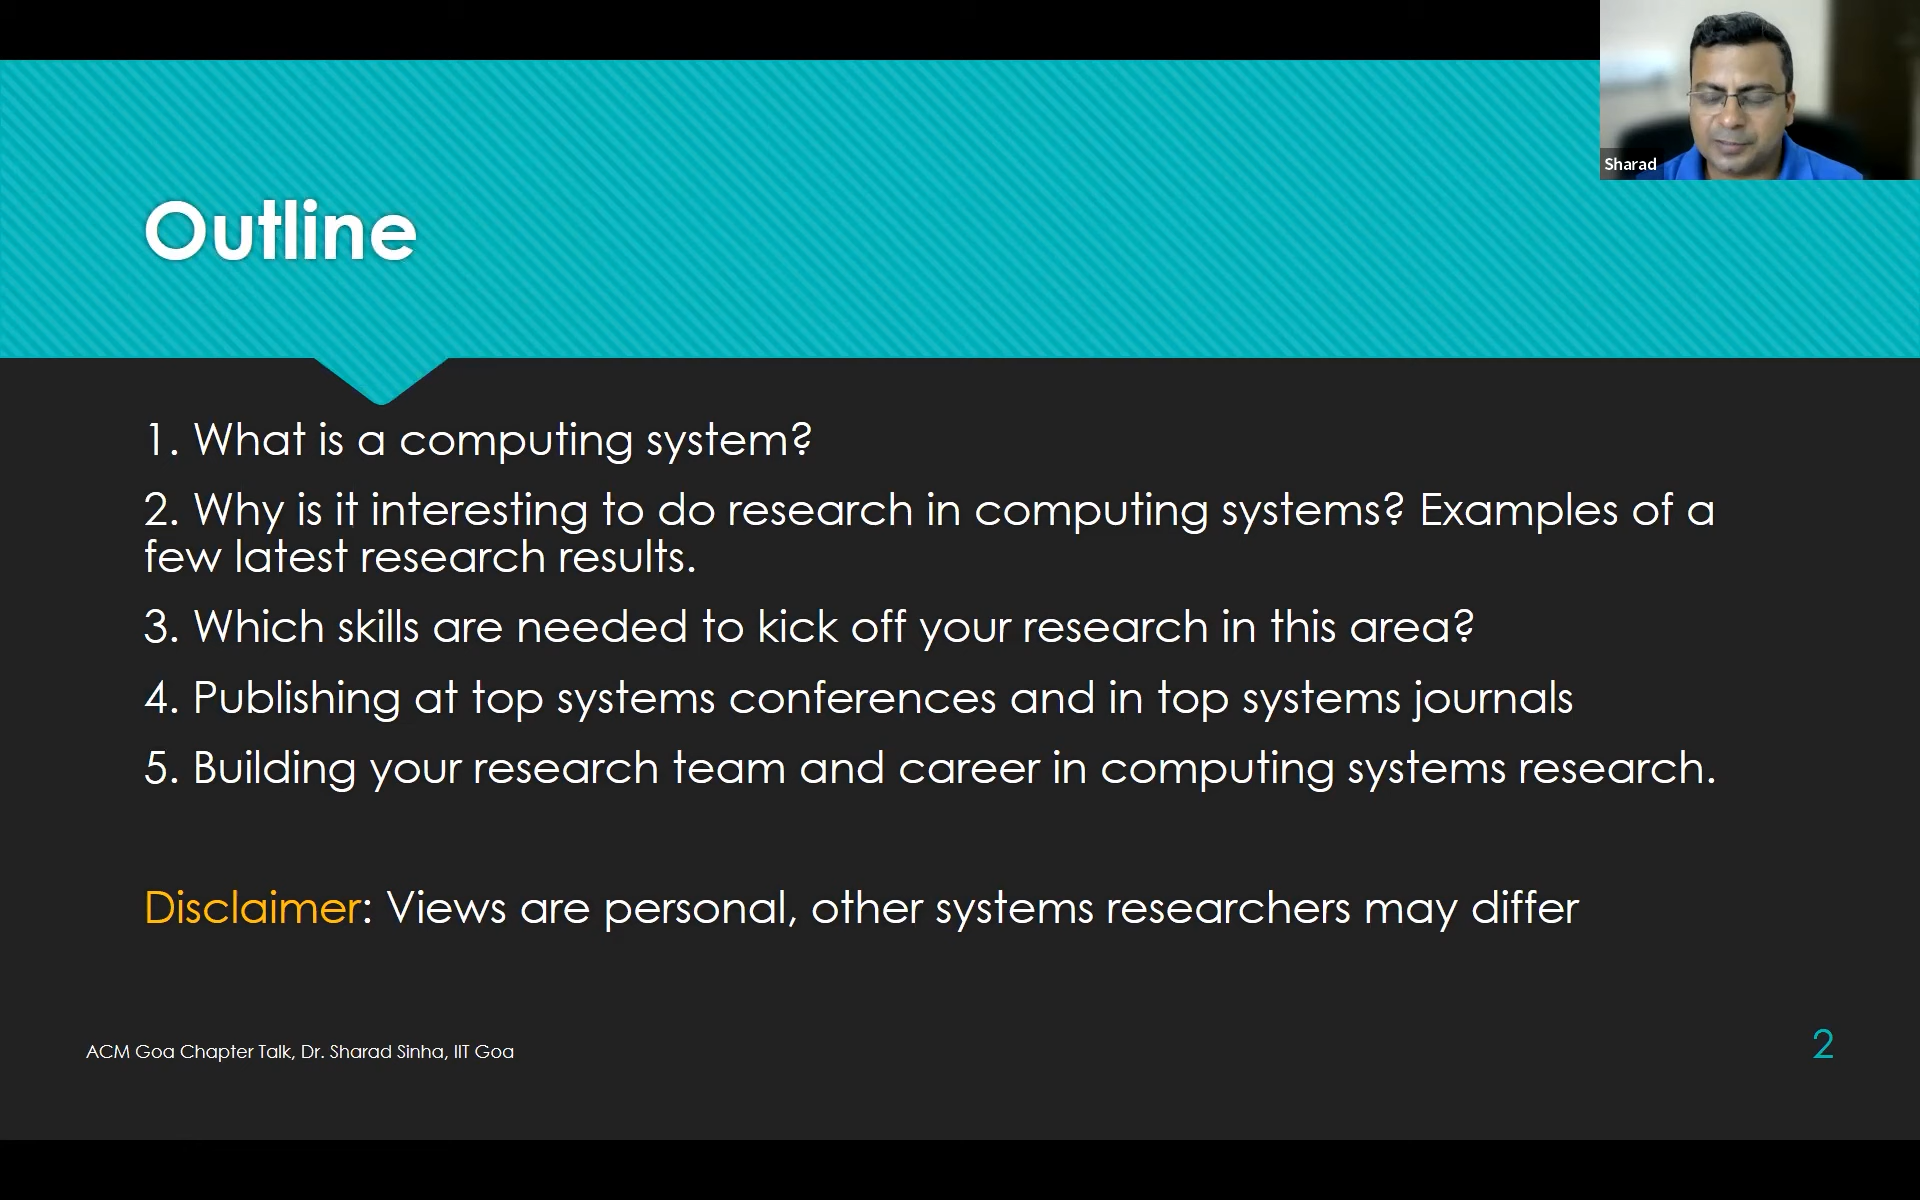 Sharad
Outline
1. What is a computing system?
2. Why is it interesting to do research in computing systems? Examples of a
few latest research results.
3. Which skills are needed to kick off your research in this area?
4. Publishing at top systems conferences and in top systems journals
5. Building your research team and career in computing systems research.
Disclaimer: Views are personal, other systems researchers may differ
ACM Goa Chapter Talk, Dr. Sharad Sinha, IIT Goa
2